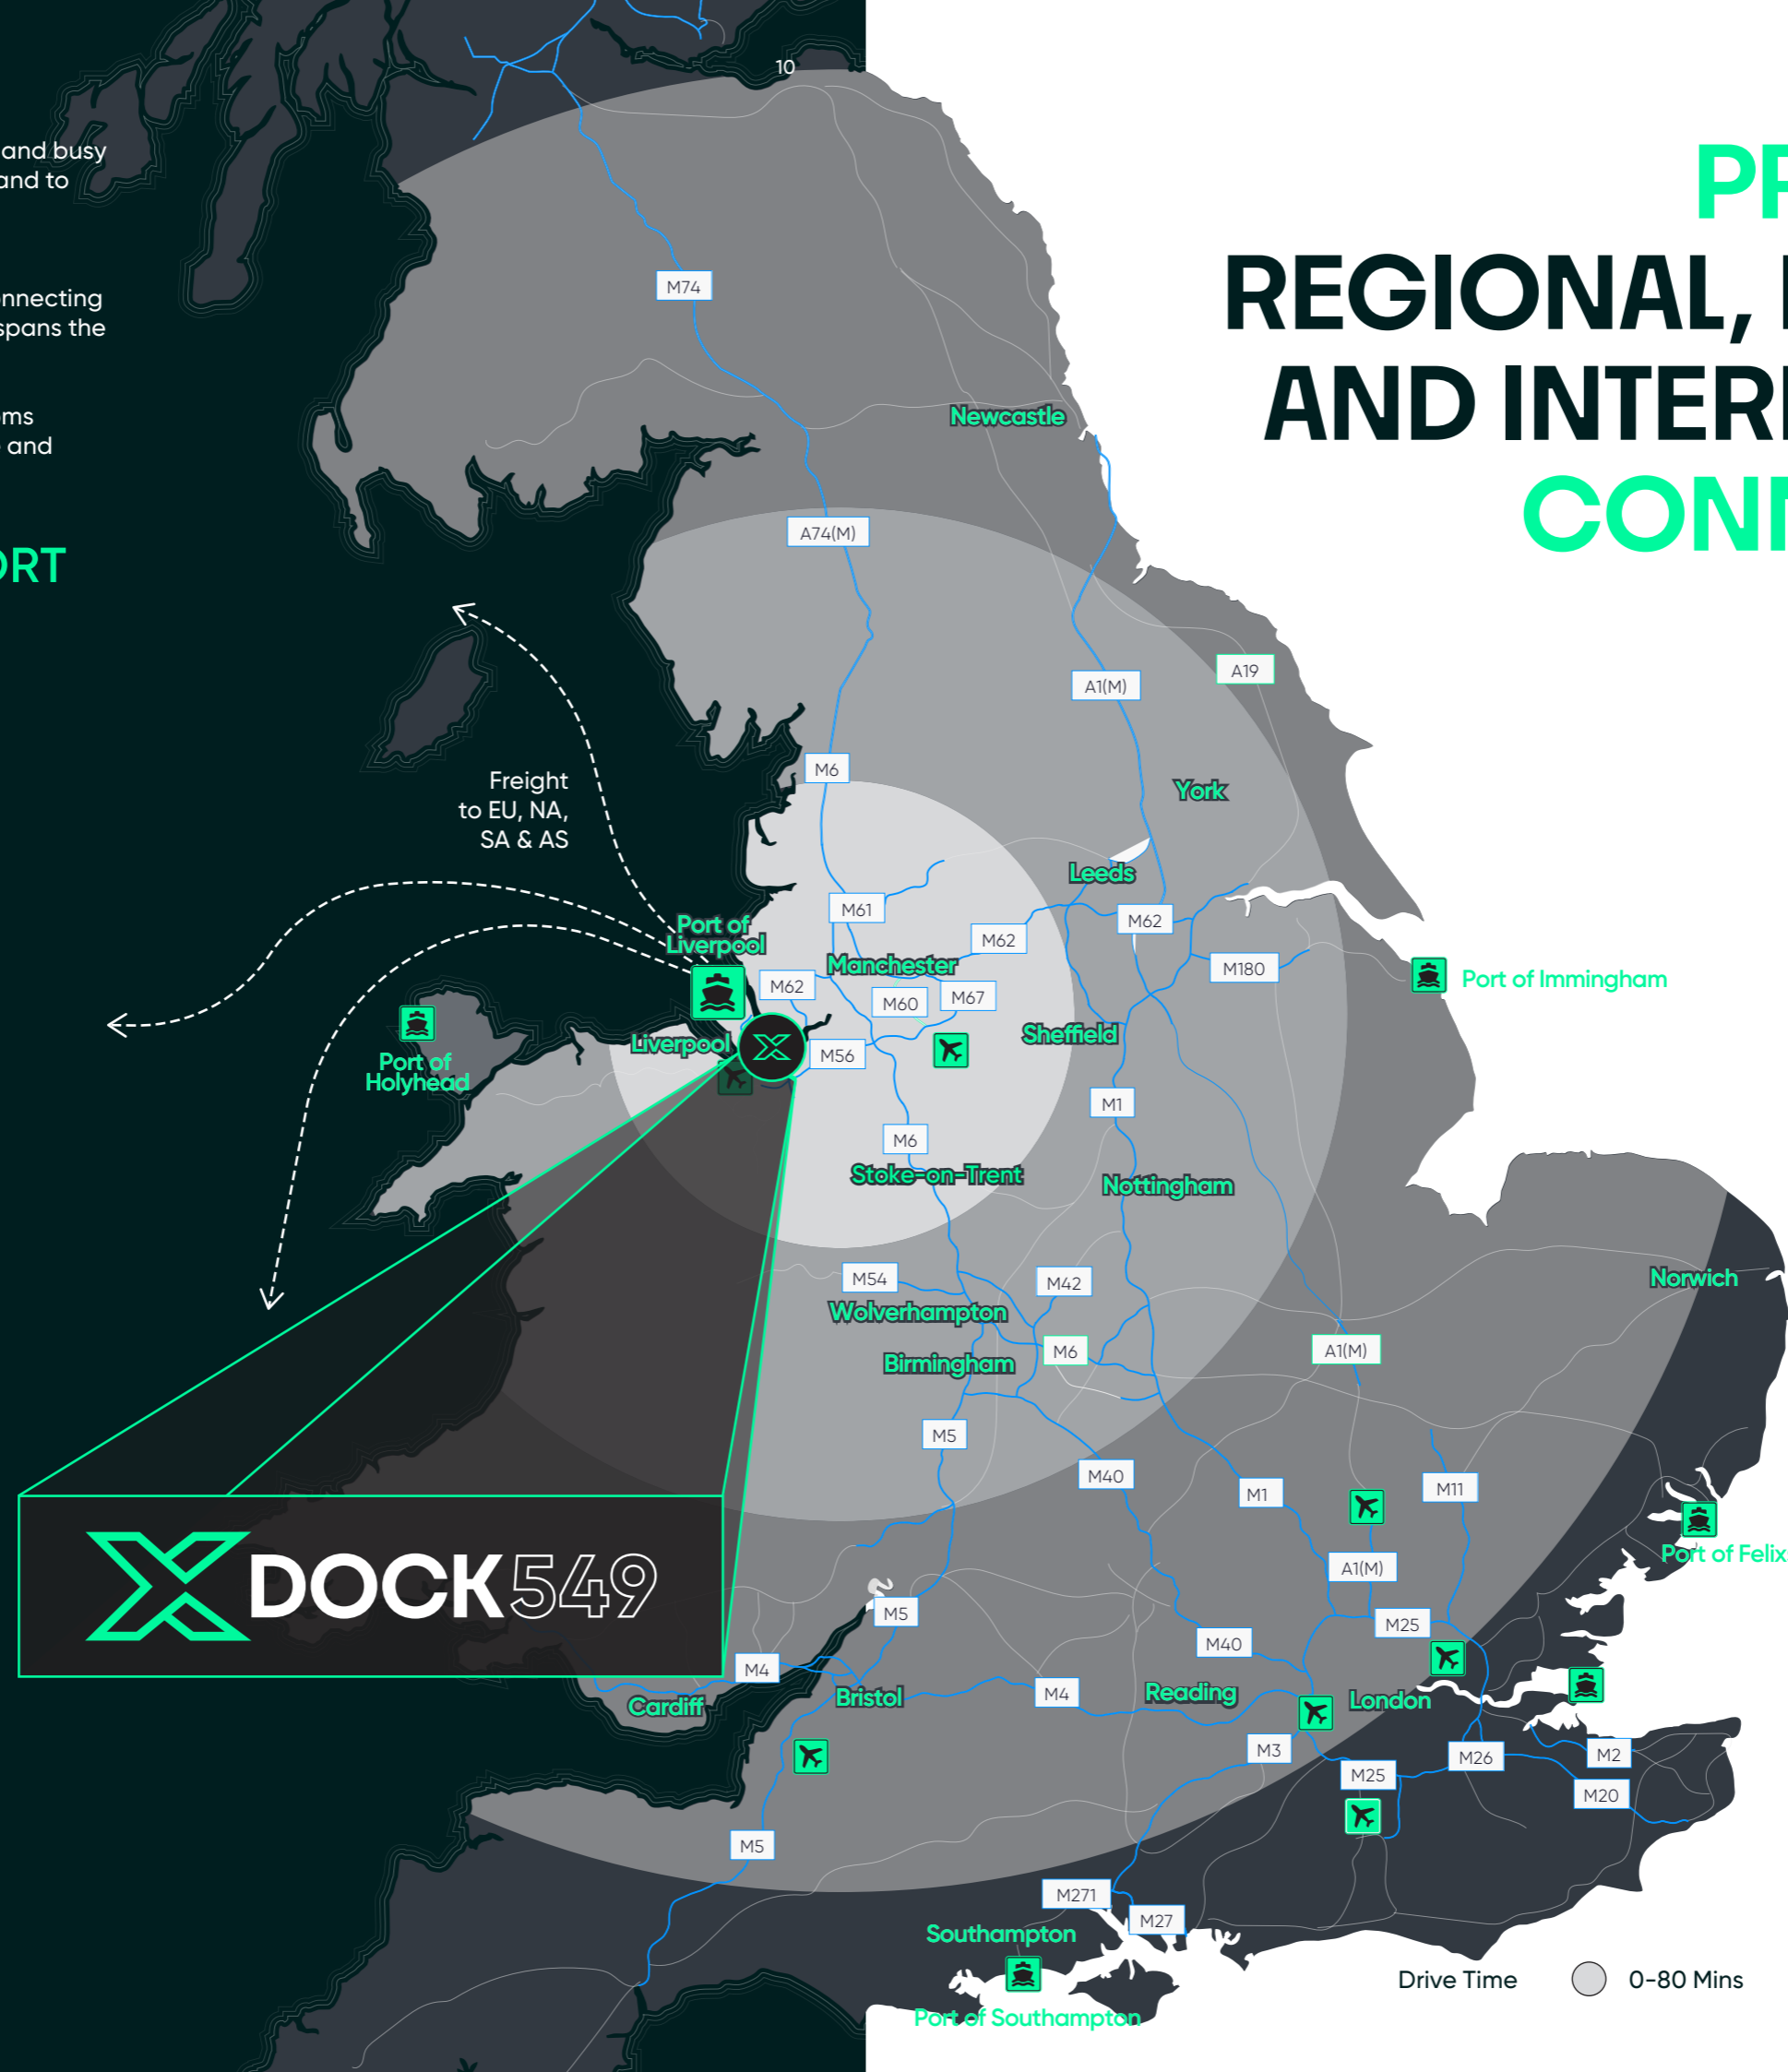 10
and busy
and to
PR
REGIONAL,
AND INTER
CONN
M74
onnecting
spans the
oms
and
Newcastle
A74(M)
ORT
A19
A1(M)
M6
Freight
to EU, NA,
SA & AS
York
Leeds
M61
M62
Port of
Liverpool
M62
Manchester
M180
Port of Immingham
M62
M60
M67
Sheffield
Liverpool
M56
Port of
Holyhead
M1
M6
Stoke-on-Trent
Nottingham
M54
M42
Norwich
Wolverhampton
M6
A1(M)
Birmingham
M5
M40
M1
M11
DOCK549
Port of Felix
A1(M)
M5
M25
M40
M4
M4
Reading
London
Bristol
Cardiff
M3
M26
M2
M25
M20
M5
M271
M27
Southampton
Drive Time
0-80 Mins
Port of Southampton